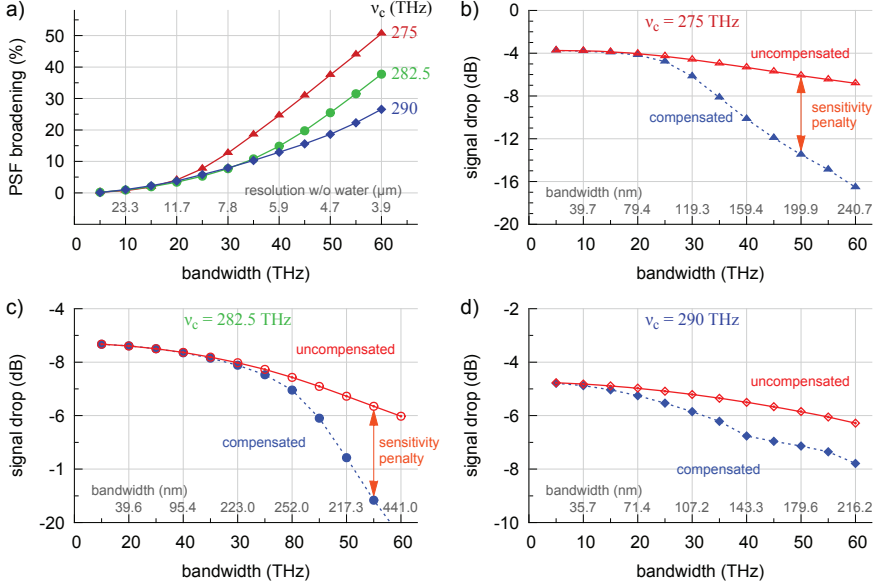 a)
ν_c (THz)
PSF broadening (%)
50
40
30
20
10
0
275
282.5
290
resolution w/o water (μm)
23.3 11.7 7.8 5.9 4.7 3.9
0 10 20 30 40 50 60
bandwidth (THz)
b)
ν_c = 275 THz
signal drop (dB)
0
-4
-8
-12
-16
-20
uncompensated
compensated
sensitivity
penalty
bandwidth (nm)
39.7 79.4 119.3 159.4 199.9 240.7
0 10 20 30 40 50 60
bandwidth (THz)
c)
ν_c = 282.5 THz
signal drop (dB)
-4
-8
-6
-1
-20
uncompensated
compensated
sensitivity
penalty
bandwidth (nm)
39.6 95.4 223.0 252.0 217.3 441.0
10 20 40 30 80 50 60
bandwidth (THz)
d)
ν_c = 290 THz
signal drop (dB)
-2
-4
-6
-8
-10
uncompensated
compensated
bandwidth (nm)
35.7 71.4 107.2 143.3 179.6 216.2
0 10 20 30 40 50 60
bandwidth (THz)